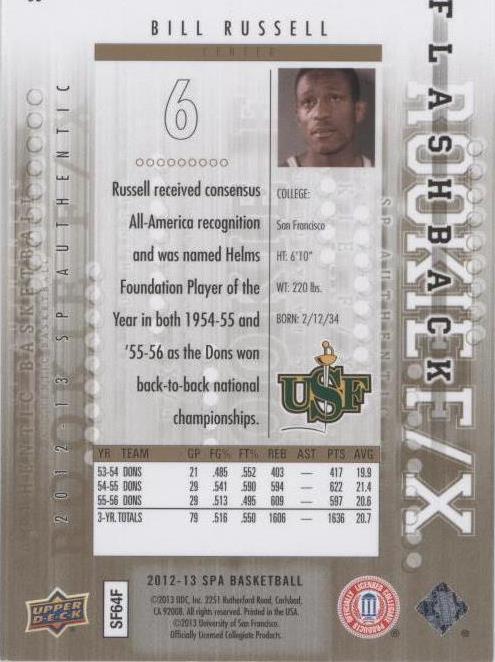 BILL RUSSELL
CENTER
6
Russell received consensus
All-America recognition
and was named Helms
Foundation Player of the
Year in both 1954-55 and
'55-56 as the Dons won
back-to-back national
championships.
COLLEGE:
San Francisco
HT: 6'10"
WT: 220 lbs.
BORN: 2/12/34
USF
YR TEAM GP FG% FT% REB AST PTS AVG
53-54 DONS 21 .485 .552 403 — 417 19.9
54-55 DONS 29 .541 .590 594 — 622 21.4
55-56 DONS 29 .513 .495 609 — 597 20.6
3-YR. TOTALS 79 .516 .550 1606 — 1636 20.7
2012-13 SP AUTHENTIC
FLASHBACK
ROOKIE F/X
SP AUTHENTIC
2012-13 SPA BASKETBALL
©2013 UDC, Inc. 2251 Rutherford Road, Carlsbad,
CA 92008. All rights reserved. Printed in the USA.
©2013 University of San Francisco.
Officially Licensed Collegiate Products.
UPPER
D·E·C·K
SF64F
OFFICIALLY LICENSED COLLEGIATE PRODUCTS